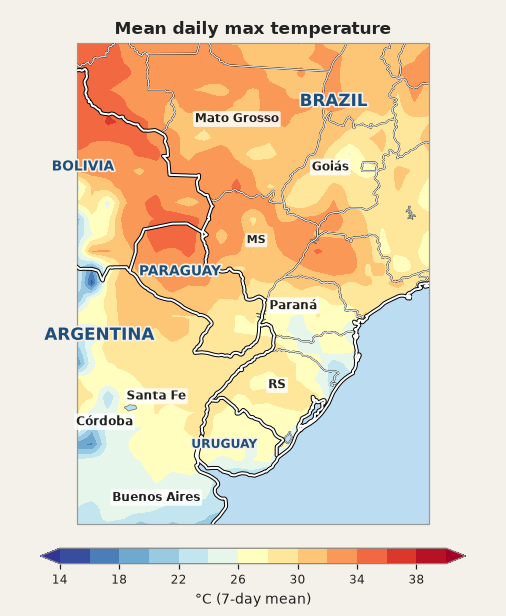 Mean daily max temperature
BRAZIL
Mato Grosso
BOLIVIA
Goiás
MS
PARAGUAY
Paraná
ARGENTINA
RS
Santa Fe
Córdoba
URUGUAY
Buenos Aires
14 18 22 26 30 34 38
°C (7-day mean)